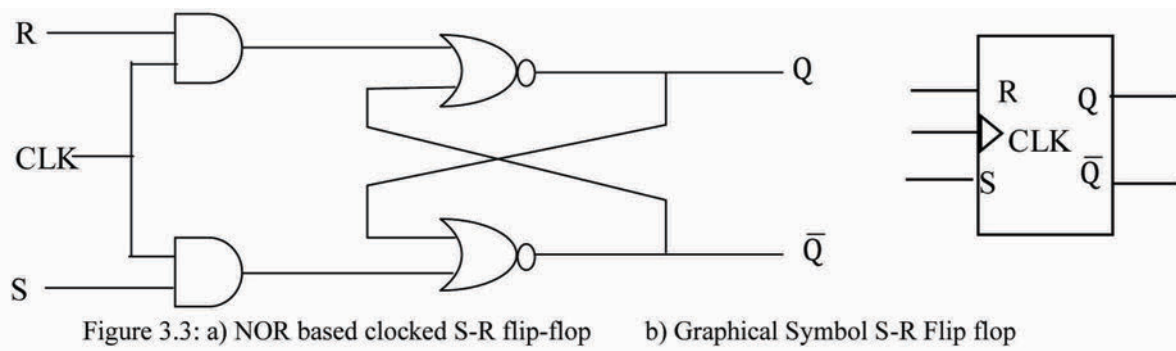 R
CLK
S
Q
Q̅
R
CLK
S
Q
Q̅
Figure 3.3: a) NOR based clocked S-R flip-flop b) Graphical Symbol S-R Flip flop